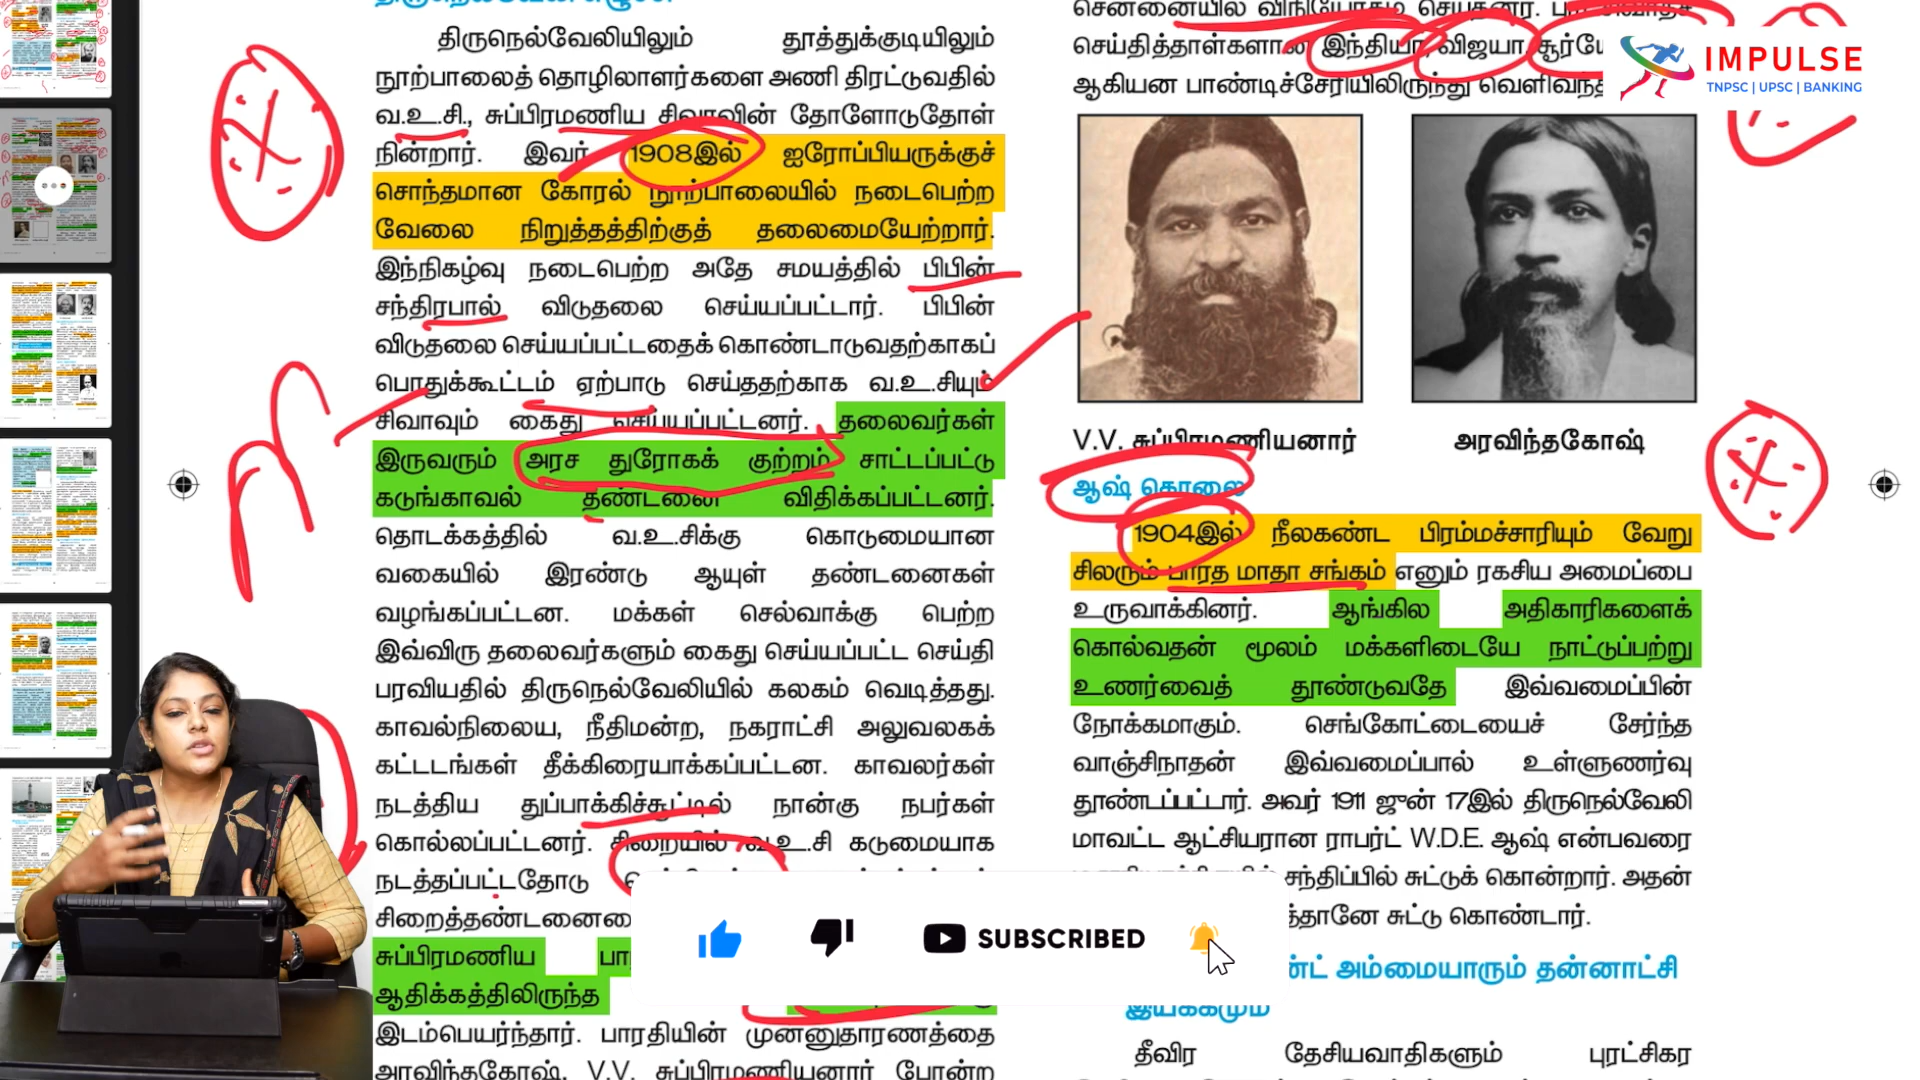 திருநெல்வேலியிலும் தூத்துக்குடியிலும்
நூற்பாலைத் தொழிலாளர்களை அணி திரட்டுவதில்
வ.உ.சி., சுப்பிரமணிய சிவாவின் தோளோடுதோள்
நின்றார். இவர் 1908இல் ஐரோப்பியருக்குச்
சொந்தமான கோரல் நூற்பாலையில் நடைபெற்ற
வேலை நிறுத்தத்திற்குத் தலைமையேற்றார்.
இந்நிகழ்வு நடைபெற்ற அதே சமயத்தில் பிபின்
சந்திரபால் விடுதலை செய்யப்பட்டார். பிபின்
விடுதலை செய்யப்பட்டதைக் கொண்டாடுவதற்காகப்
பொதுக்கூட்டம் ஏற்பாடு செய்ததற்காக வ.உ.சியும்
சிவாவும் கைது செய்யப்பட்டனர். தலைவர்கள்
இருவரும் அரச துரோகக் குற்றம் சாட்டப்பட்டு
கடுங்காவல் தண்டனை விதிக்கப்பட்டனர்.
தொடக்கத்தில் வ.உ.சிக்கு கொடுமையான
வகையில் இரண்டு ஆயுள் தண்டனைகள்
வழங்கப்பட்டன. மக்கள் செல்வாக்கு பெற்ற
இவ்விரு தலைவர்களும் கைது செய்யப்பட்ட செய்தி
பரவியதில் திருநெல்வேலியில் கலகம் வெடித்தது.
காவல்நிலைய, நீதிமன்ற, நகராட்சி அலுவலகக்
கட்டடங்கள் தீக்கிரையாக்கப்பட்டன. காவலர்கள்
நடத்திய துப்பாக்கிச்சூட்டில் நான்கு நபர்கள்
கொல்லப்பட்டனர். சிறையில் வ.உ.சி கடுமையாக
நடத்தப்பட்டதோடு
சுப்பிரமணிய
ஆதிக்கத்திலிருந்த
இடம்பெயர்ந்தார். பாரதியின் முன்னுதாரணத்தை
அரவிந்தகோஷ், V.V. சுப்பிரமணியனார் போன்ற
சென்னையில் விநியோகம் செய்தனர்.
செய்தித்தாள்களான இந்தியா, விஜயா,
ஆகியன பாண்டிச்சேரியிலிருந்து
IMPULSE
TNPSC | UPSC | BANKING
V.V. சுப்பிரமணியனார் அரவிந்தகோஷ்
ஆஷ் கொலை
1904இல் நீலகண்ட பிரம்மச்சாரியும் வேறு
சிலரும் பாரத மாதா சங்கம் எனும் ரகசிய அமைப்பை
உருவாக்கினர். ஆங்கில அதிகாரிகளைக்
கொல்வதன் மூலம் மக்களிடையே நாட்டுப்பற்று
உணர்வைத் தூண்டுவதே இவ்வமைப்பின்
நோக்கமாகும். செங்கோட்டையைச் சேர்ந்த
வாஞ்சிநாதன் இவ்வமைப்பால் உள்ளுணர்வு
தூண்டப்பட்டார். அவர் 1911 ஜுன் 17இல் திருநெல்வேலி
மாவட்ட ஆட்சியரான ராபர்ட் W.D.E. ஆஷ் என்பவரை
சந்திப்பில் சுட்டுக் கொன்றார். அதன்
சுட்டு கொண்டார்.
அம்மையாரும் தன்னாட்சி
இயக்கமும்
தீவிர தேசியவாதிகளும் புரட்சிகர
SUBSCRIBED